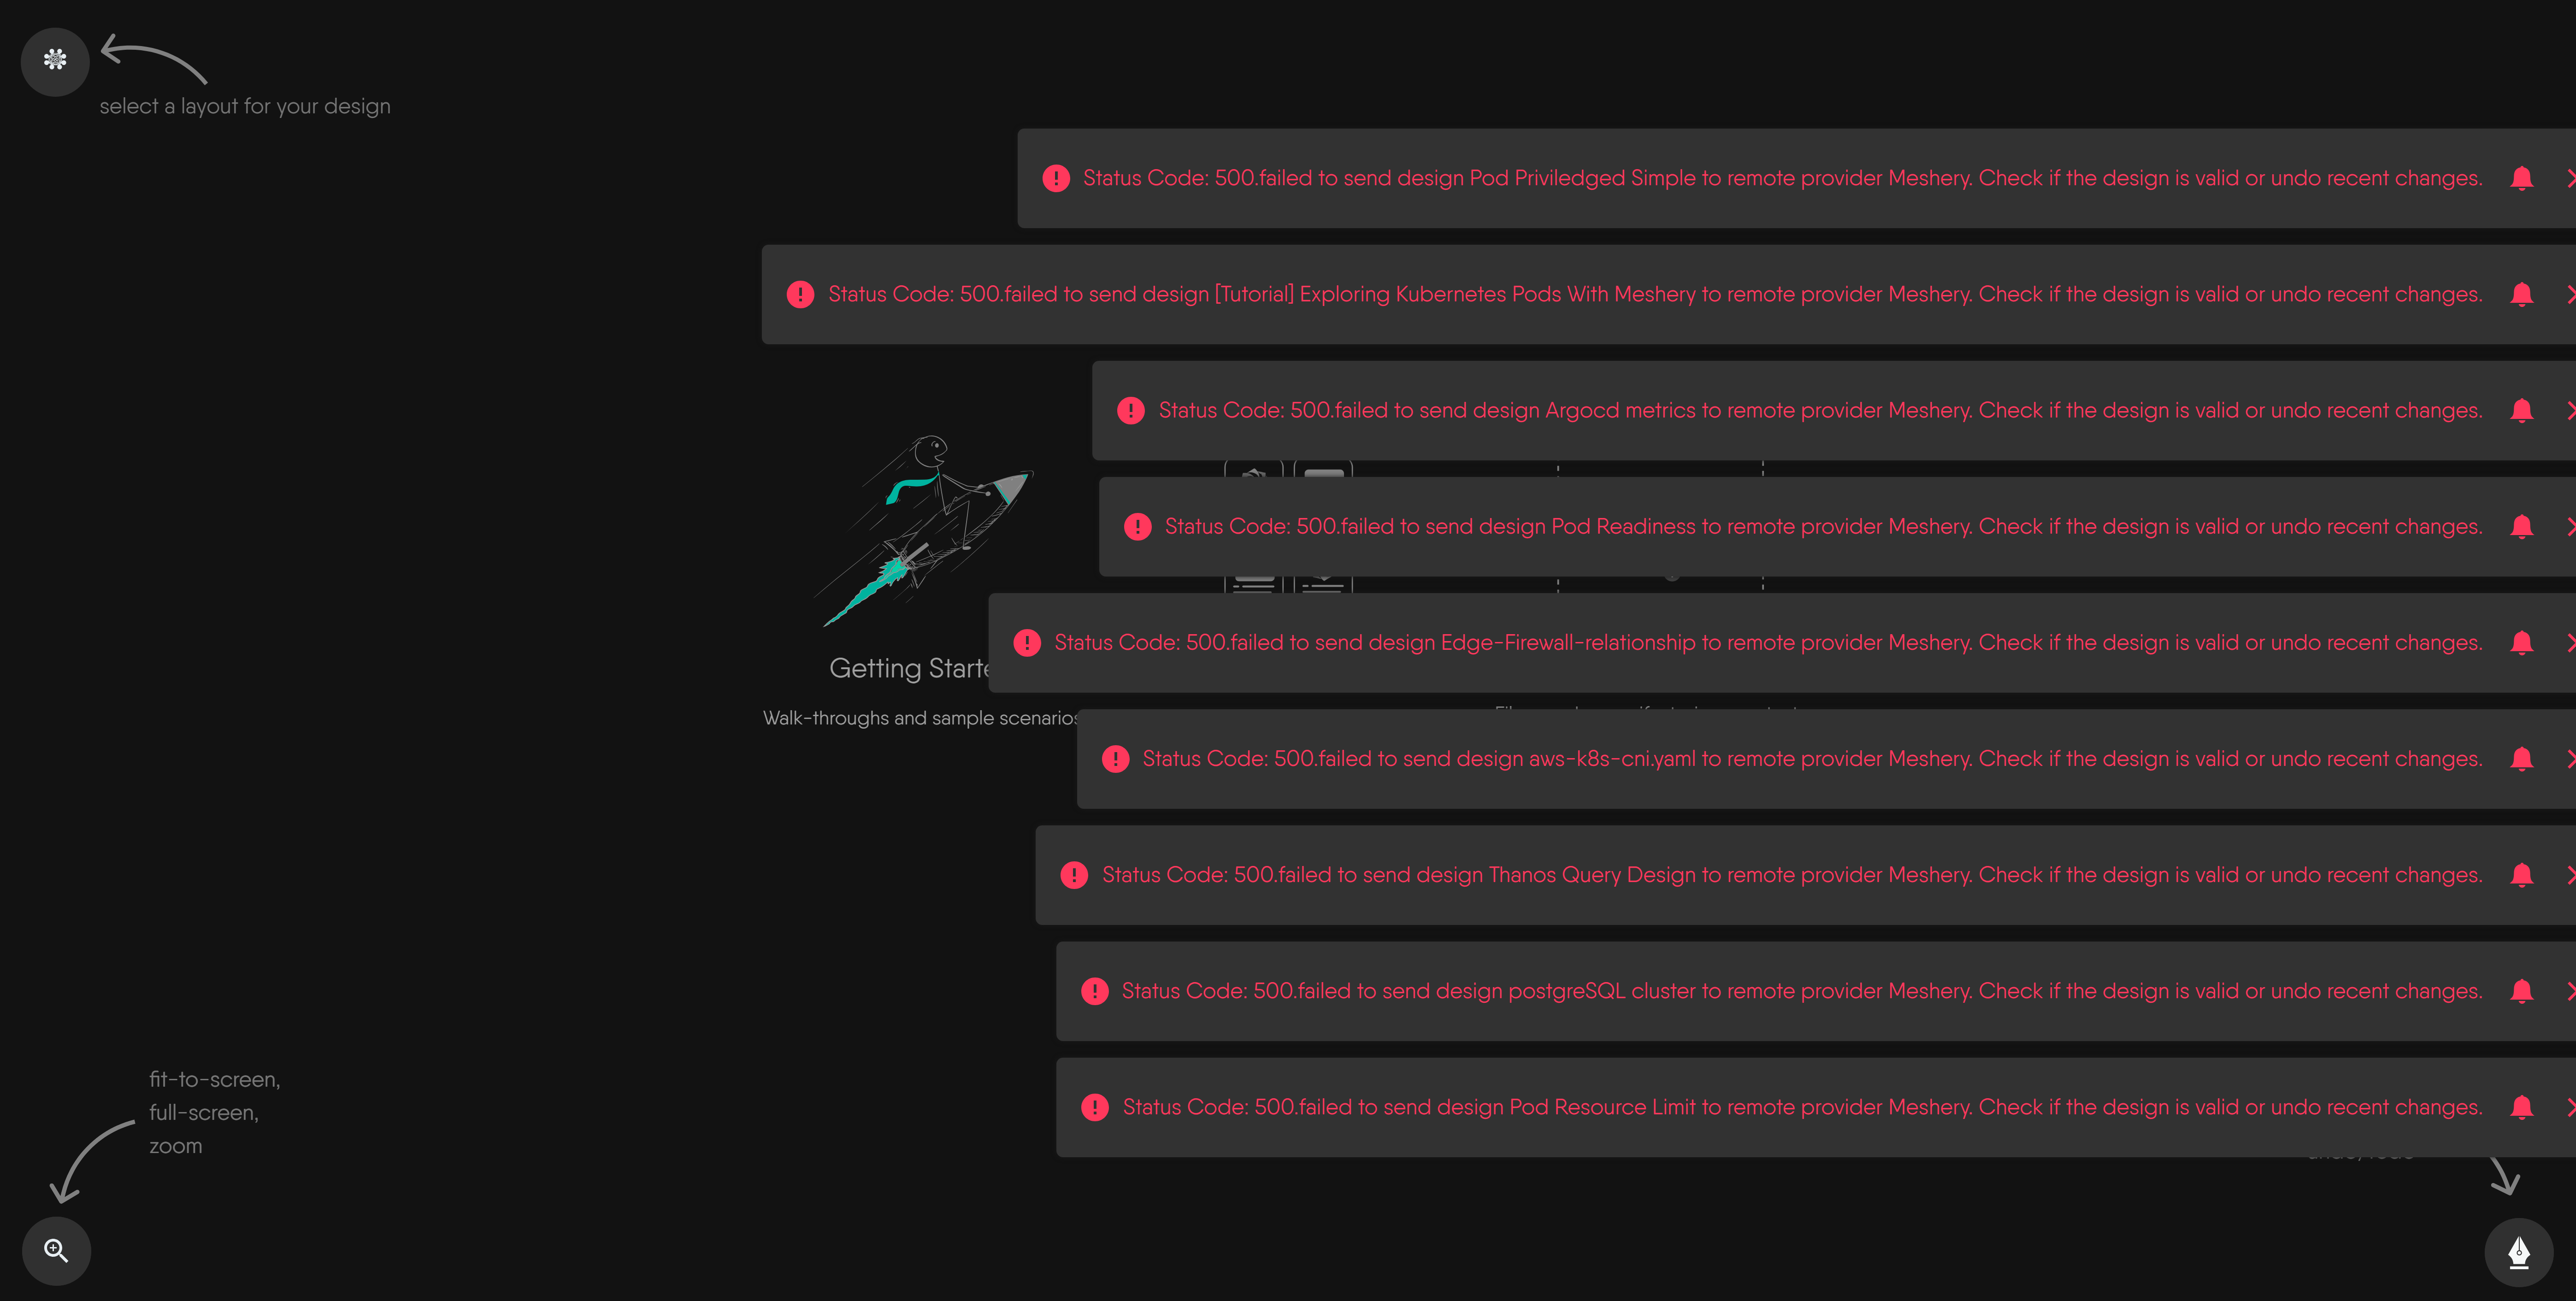 select a layout for your design
Status Code: 500.failed to send design Pod Priviledged Simple to remote provider Meshery. Check if the design is valid or undo recent changes.
Status Code: 500.failed to send design [Tutorial] Exploring Kubernetes Pods With Meshery to remote provider Meshery. Check if the design is valid or undo recent changes.
Status Code: 500.failed to send design Argocd metrics to remote provider Meshery. Check if the design is valid or undo recent changes.
Status Code: 500.failed to send design Pod Readiness to remote provider Meshery. Check if the design is valid or undo recent changes.
Status Code: 500.failed to send design Edge-Firewall-relationship to remote provider Meshery. Check if the design is valid or undo recent changes.
Getting Starte
Walk-throughs and sample scenarios
Status Code: 500.failed to send design aws-k8s-cni.yaml to remote provider Meshery. Check if the design is valid or undo recent changes.
Status Code: 500.failed to send design Thanos Query Design to remote provider Meshery. Check if the design is valid or undo recent changes.
Status Code: 500.failed to send design postgreSQL cluster to remote provider Meshery. Check if the design is valid or undo recent changes.
Status Code: 500.failed to send design Pod Resource Limit to remote provider Meshery. Check if the design is valid or undo recent changes.
fit-to-screen,
full-screen,
zoom